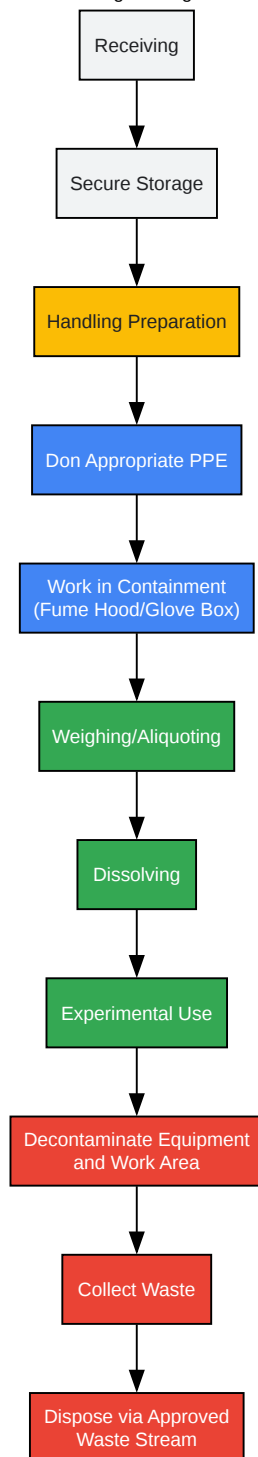 Receiving
Secure Storage
Handling Preparation
Don Appropriate PPE
Work in Containment
(Fume Hood/Glove Box)
Weighing/Aliquoting
Dissolving
Experimental Use
Decontaminate Equipment
and Work Area
Collect Waste
Dispose via Approved
Waste Stream